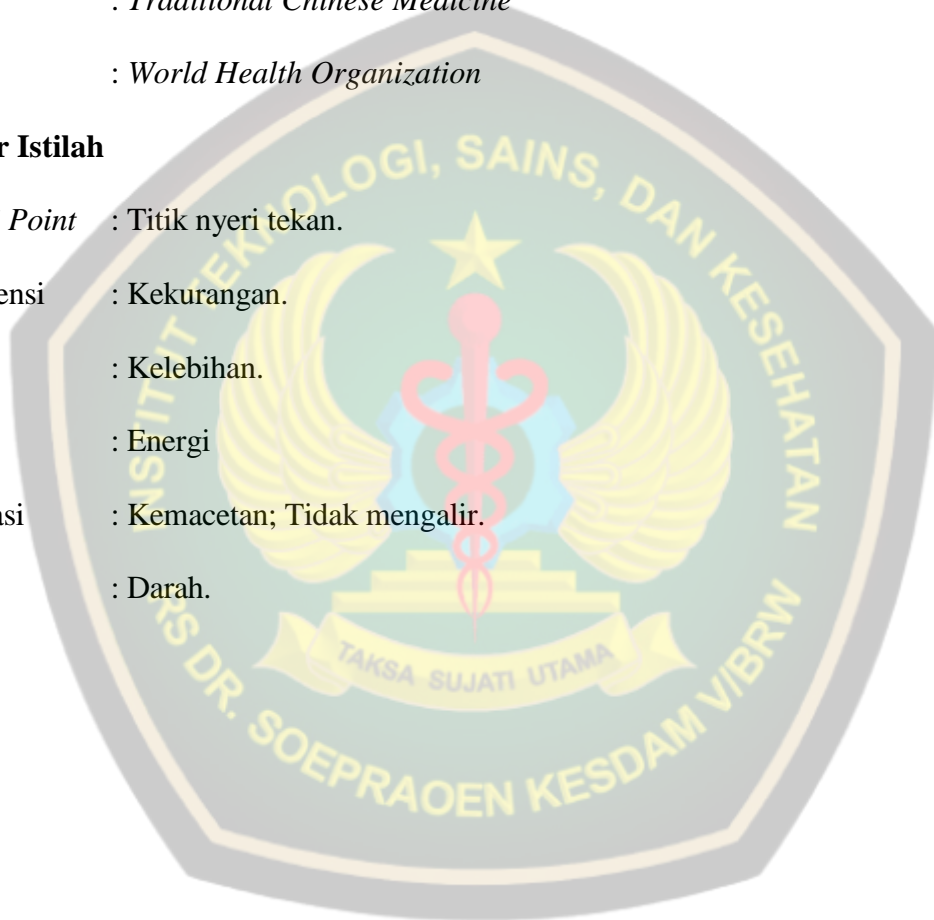 : Traditional Chinese Medicine
: World Health Organization
r Istilah
Point : Titik nyeri tekan.
ensi : Kekurangan.
: Kelebihan.
: Energi
asi : Kemacetan; Tidak mengalir.
: Darah.
INSTITUT TEKNOLOGI, SAINS, DAN KESEHATAN
TAKSA SUJATI UTAMA
RS DR. SOEPRAOEN KESDAM V/BRW